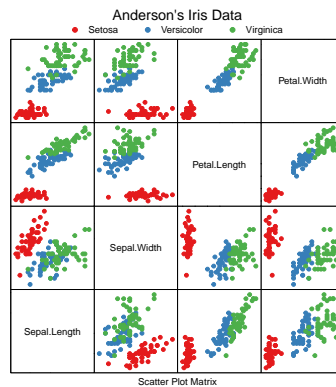 Anderson's Iris Data
Setosa Versicolor Virginica
Petal.Width
Petal.Length
Sepal.Width
Sepal.Length
Scatter Plot Matrix